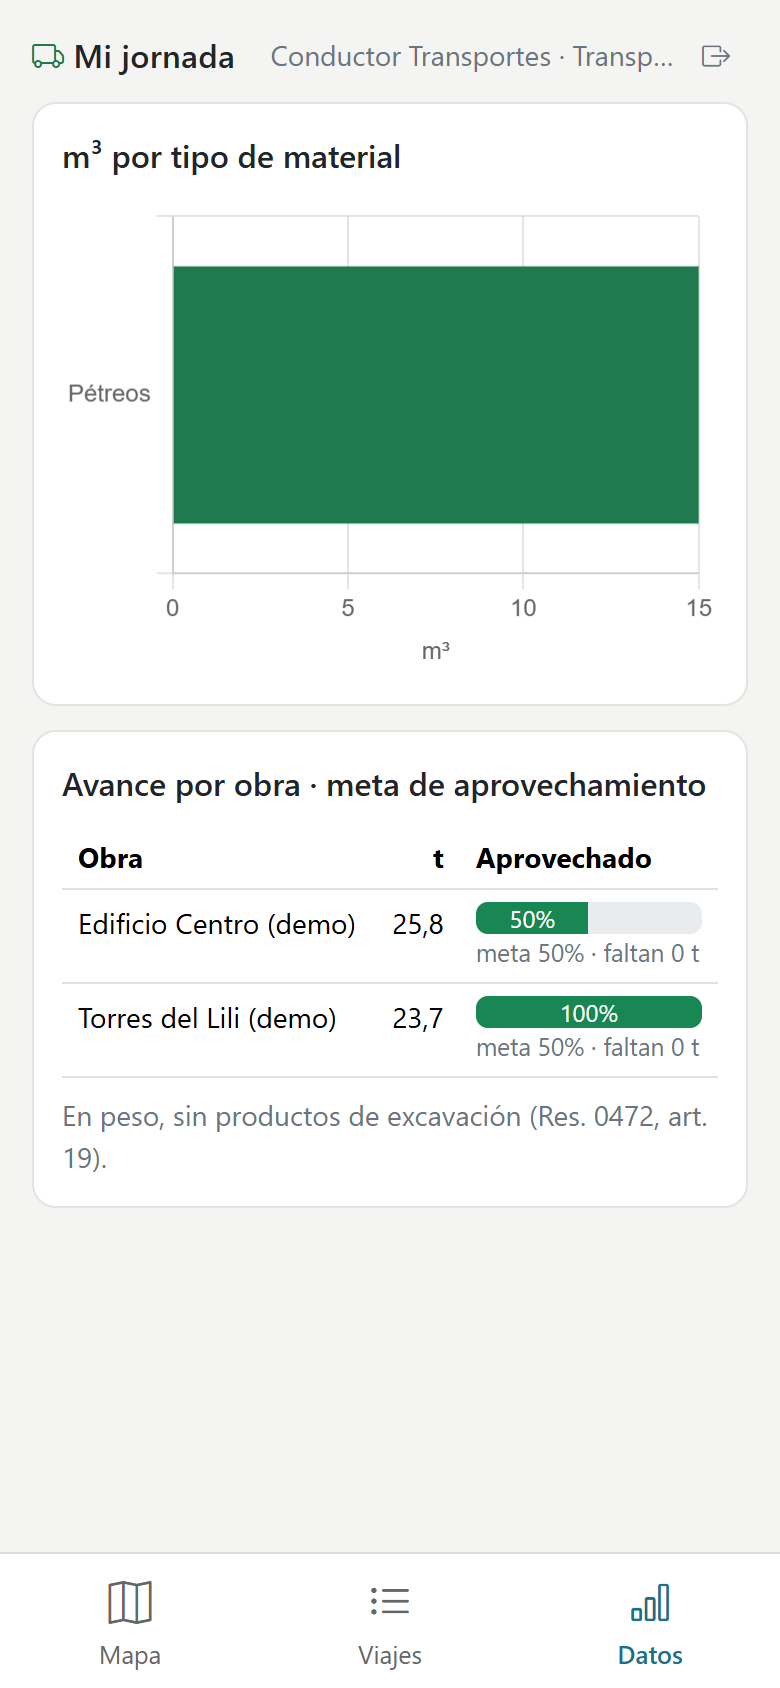 Mi jornada Conductor Transportes · Transp...
m³ por tipo de material
Pétreos
0 5 10 15
m³
Avance por obra · meta de aprovechamiento
Obra t Aprovechado
Edificio Centro (demo) 25,8 50%
meta 50% · faltan 0 t
Torres del Lili (demo) 23,7 100%
meta 50% · faltan 0 t
En peso, sin productos de excavación (Res. 0472, art.
19).
Mapa Viajes Datos